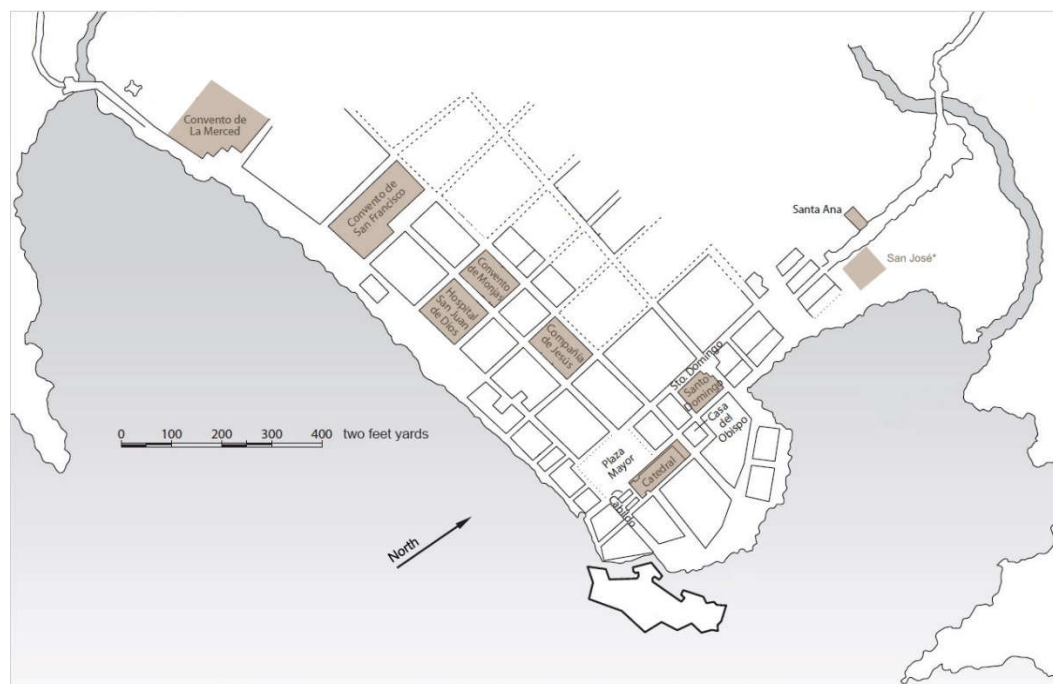 Convento de
La Merced
Convento de
San Francisco
Convento
de Monjas
Hospital
San Juan
de Dios
Compañía
de Jesús
Santa Ana
San José*
Sto. Domingo
Santo
Domingo
Casa
del
Obispo
Plaza
Mayor
Catedral
Cabildo
0 100 200 300 400 two feet yards
North